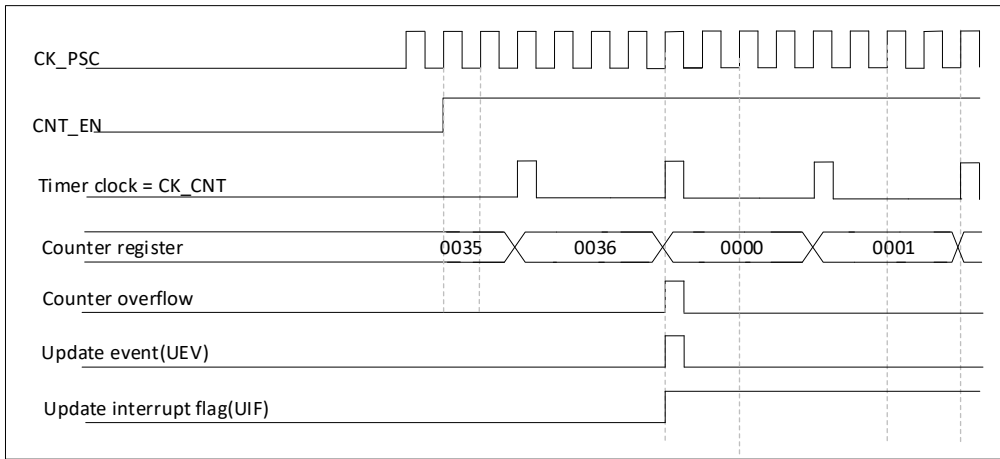 CK_PSC
CNT_EN
Timer clock = CK_CNT
Counter register 0035 0036 0000 0001
Counter overflow
Update event(UEV)
Update interrupt flag(UIF)